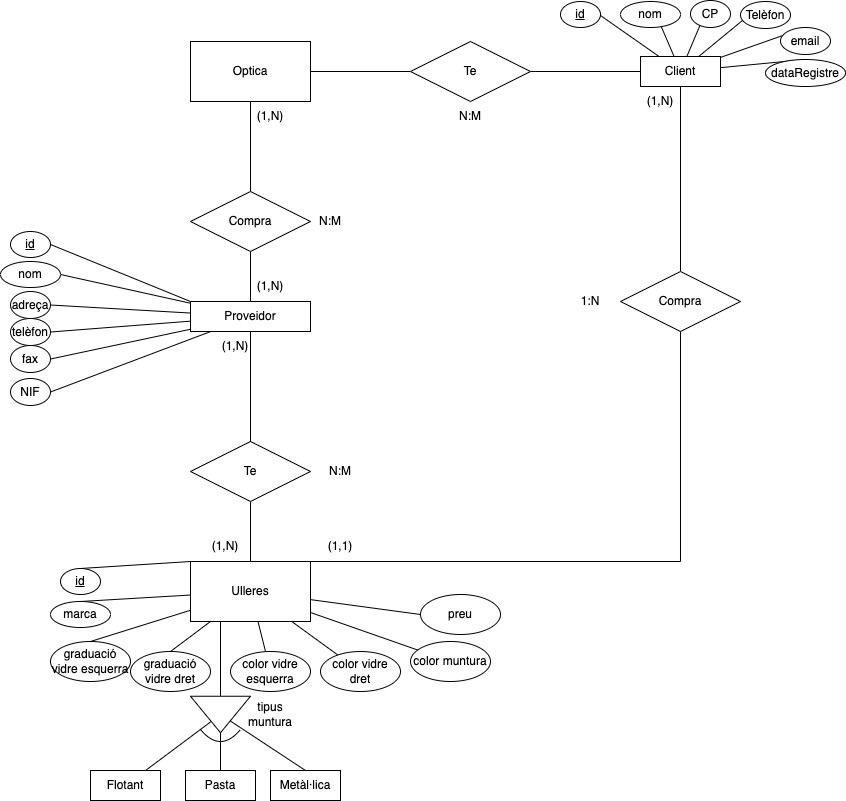 id
nom
CP
Telèfon
email
dataRegistre
Optica
Te
Client
(1,N)
N:M
(1,N)
Compra
N:M
id
nom
adreça
telèfon
fax
NIF
(1,N)
Proveidor
(1,N)
1:N
Compra
Te
N:M
(1,N)
(1,1)
id
Ulleres
marca
preu
graduació
vidre esquerra
graduació
vidre dret
color vidre
esquerra
color vidre
dret
color muntura
tipus
muntura
Flotant
Pasta
Metàl·lica